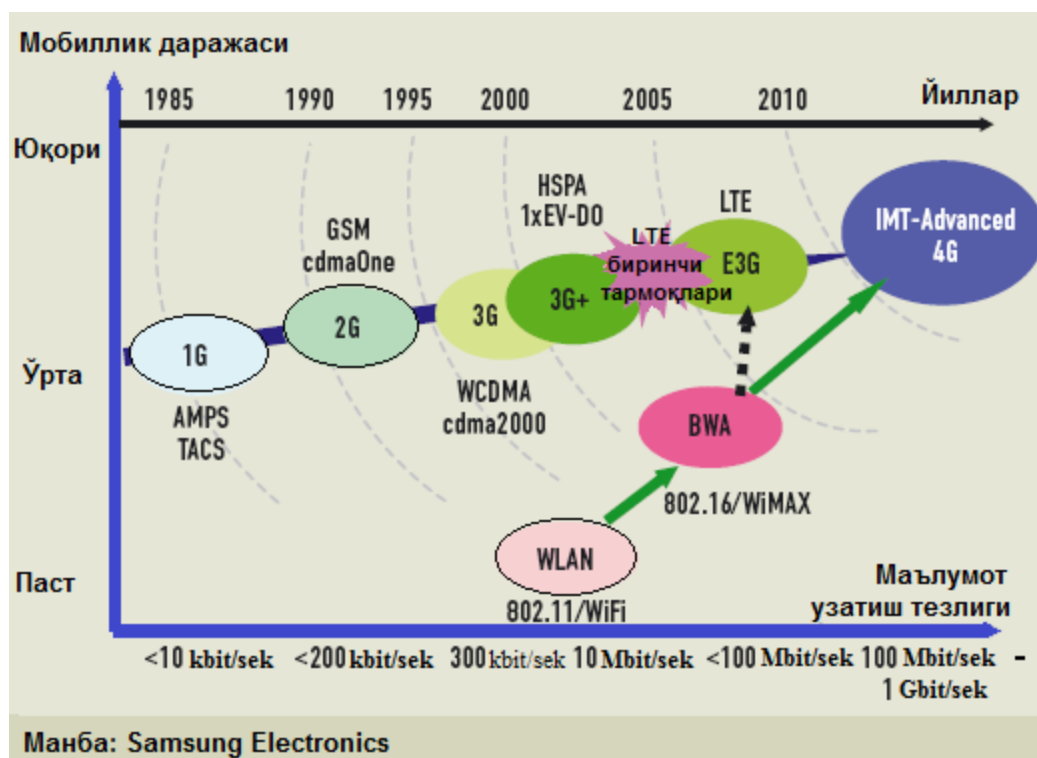 Мобиллик даражаси
1985 1990 1995 2000 2005 2010 Йиллар
Юқори
HSPA
1xEV-DO
LTE
GSM
cdmaOne
LTE
биринчи
тармоқлари
IMT-Advanced
4G
1G
2G
3G
3G+
E3G
Ўрта
AMPS
TACS
WCDMA
cdma2000
BWA
802.16/WiMAX
WLAN
802.11/WiFi
Паст
Маълумот
узатиш тезлиги
<10 kbit/sek <200 kbit/sek 300 kbit/sek 10 Mbit/sek <100 Mbit/sek 100 Mbit/sek -
1 Gbit/sek
Манба: Samsung Electronics